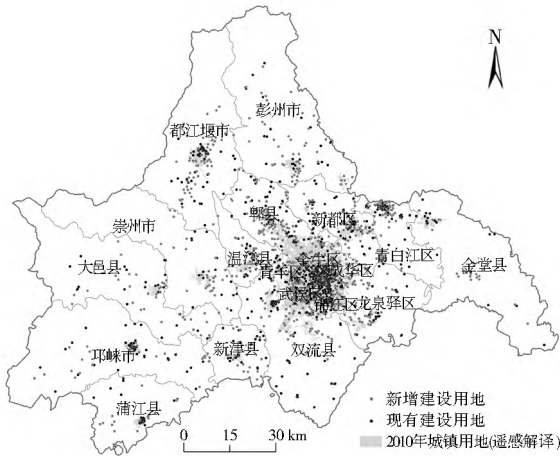 N
彭州市
都江堰市
崇州市
郫县
新都区
大邑县
温江县
金牛区
青白江区
金堂县
青羊区
成华区
武侯区
锦江区
龙泉驿区
邛崃市
新津县
双流县
蒲江县
新增建设用地
现有建设用地
2010年城镇用地(遥感解译)
0 15 30 km